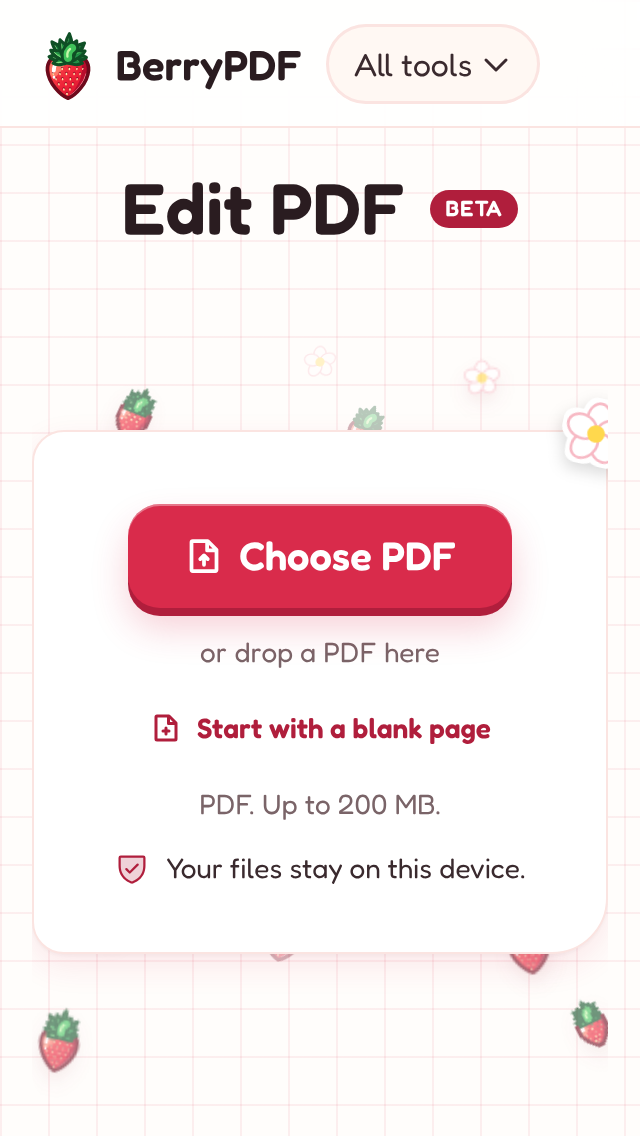 BerryPDF
All tools
Edit PDF
BETA
Choose PDF
or drop a PDF here
Start with a blank page
PDF. Up to 200 MB.
Your files stay on this device.